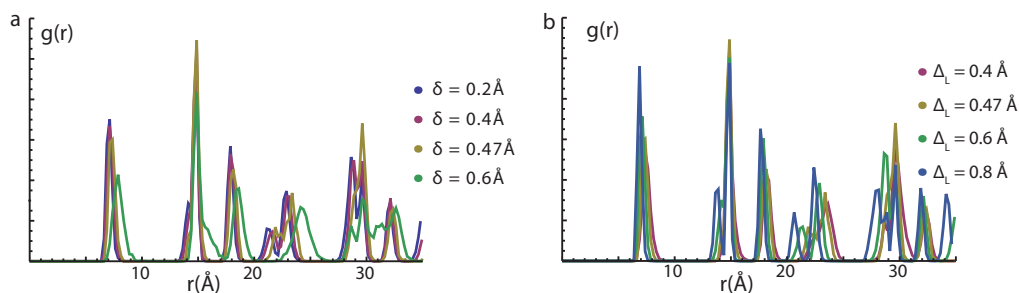 a
g(r)
δ = 0.2Å
δ = 0.4Å
δ = 0.47Å
δ = 0.6Å
10 20 30
r(Å)
b
g(r)
Δ_L = 0.4 Å
Δ_L = 0.47 Å
Δ_L = 0.6 Å
Δ_L = 0.8 Å
10 20 30
r(Å)